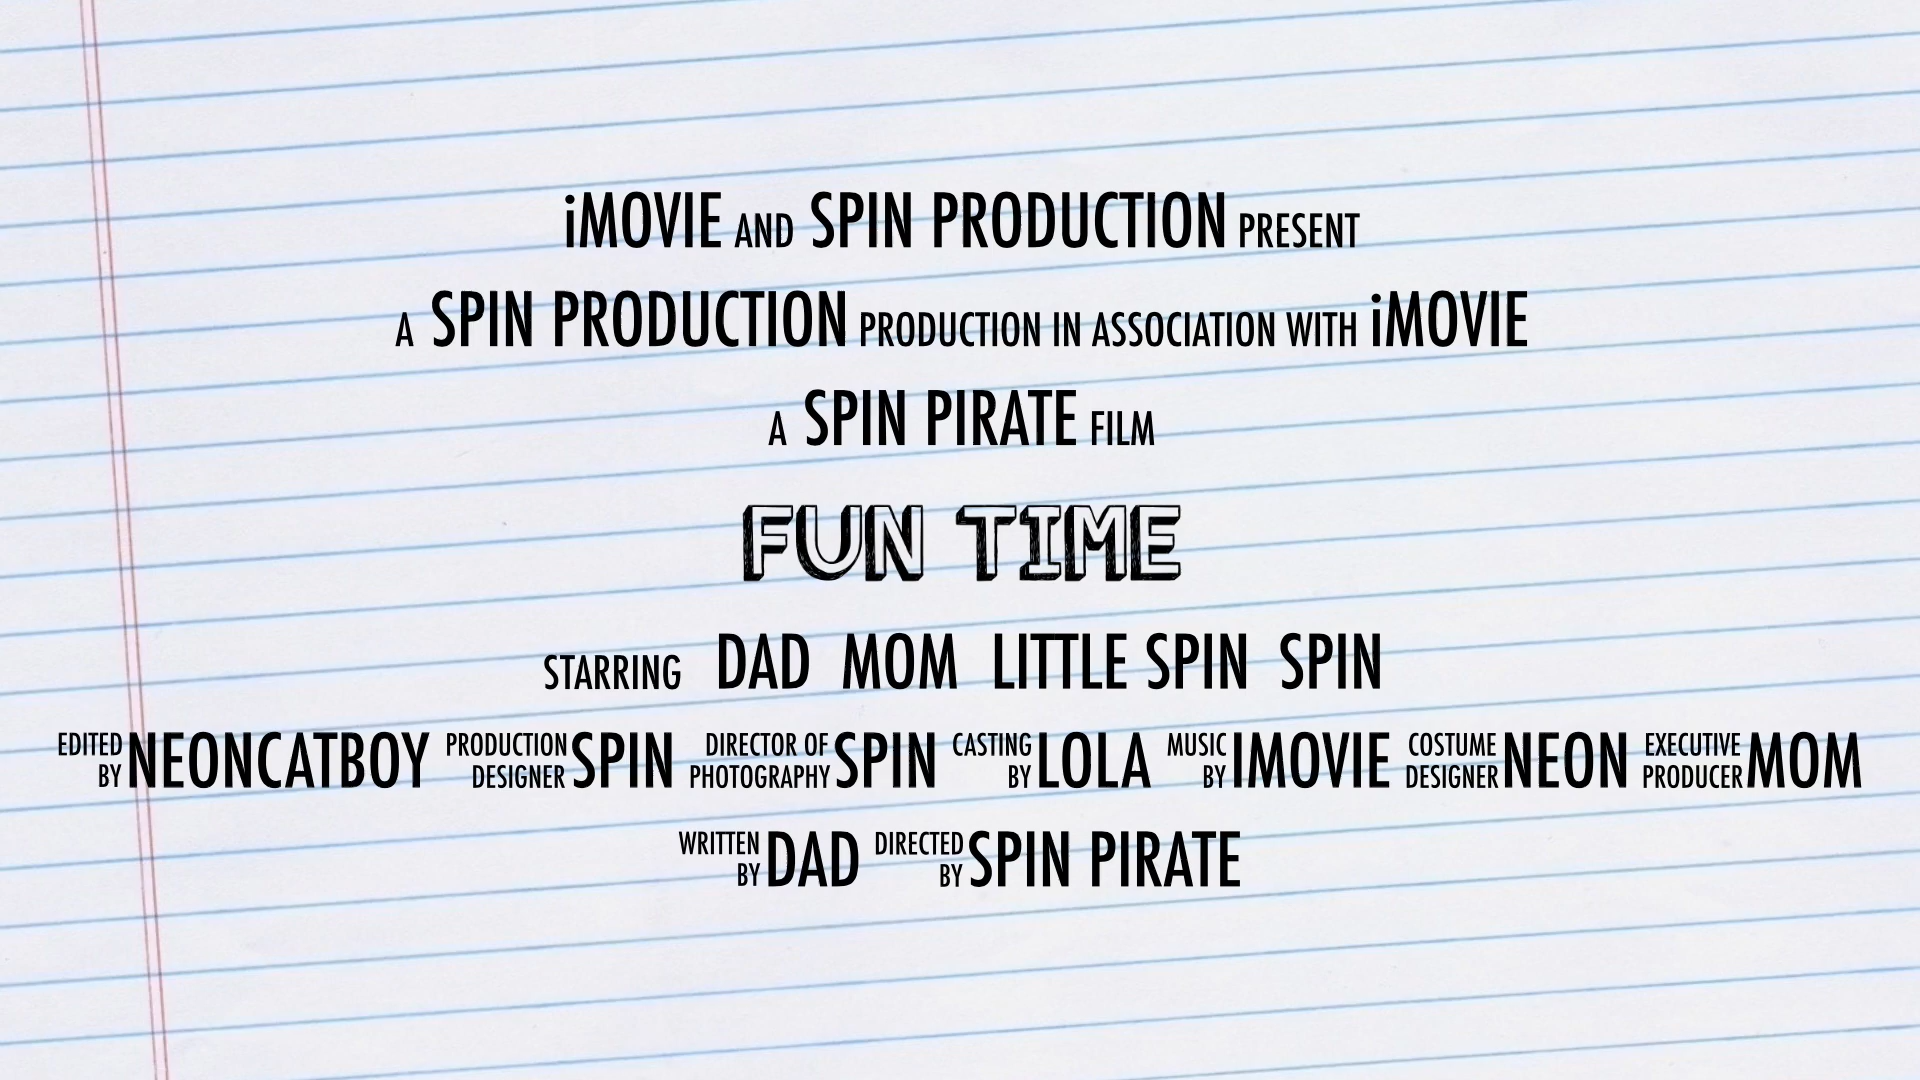 iMOVIE AND SPIN PRODUCTION PRESENT
A SPIN PRODUCTION PRODUCTION IN ASSOCIATION WITH iMOVIE
A SPIN PIRATE FILM
FUN TIME
STARRING DAD MOM LITTLE SPIN SPIN
EDITED BY NEONCATBOY PRODUCTION DESIGNER SPIN DIRECTOR OF PHOTOGRAPHY SPIN CASTING BY LOLA MUSIC BY IMOVIE COSTUME DESIGNER NEON EXECUTIVE PRODUCER MOM
WRITTEN BY DAD DIRECTED BY SPIN PIRATE